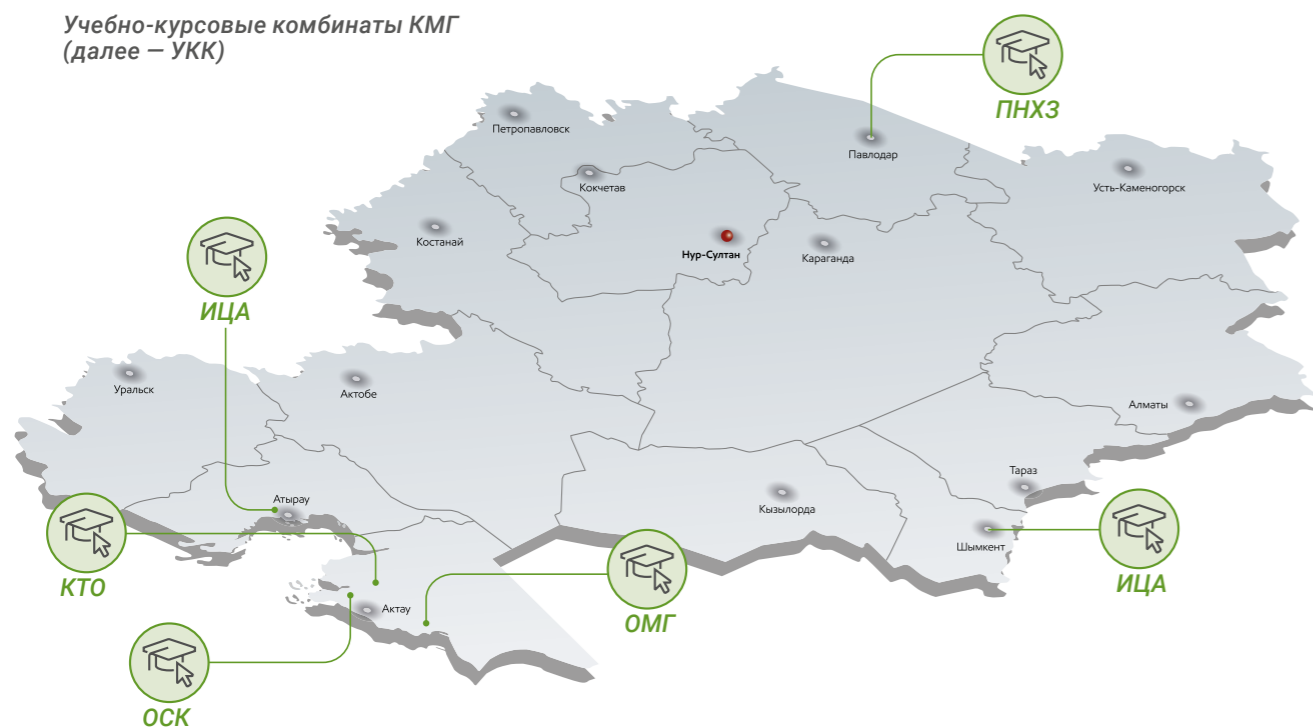 Учебно-курсовые комбинаты КМГ
(далее — УКК)
ПНХЗ
Петропавловск
Павлодар
Кокчетав
Усть-Каменогорск
Костанай
Нур-Султан
Караганда
ИЦА
Уральск
Актобе
Алматы
Тараз
Атырау
Кызылорда
Шымкент
КТО
ИЦА
Актау
ОМГ
ОСК